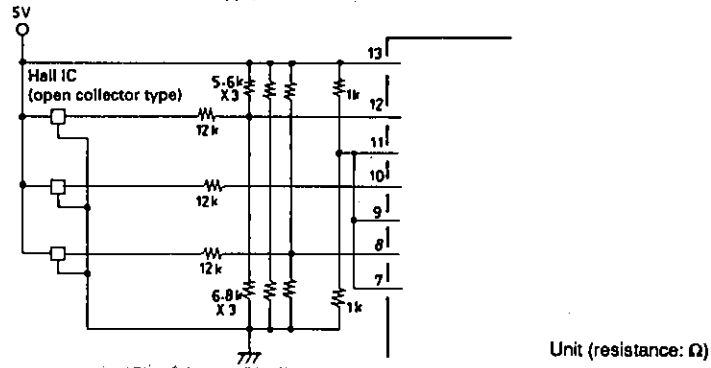 5V
13
Hall IC
(open collector type)
5·6k
X 3
1k
12
12k
11
10
12k
9
8
12k
7
6·8k
X 3
1k
Unit (resistance: Ω)